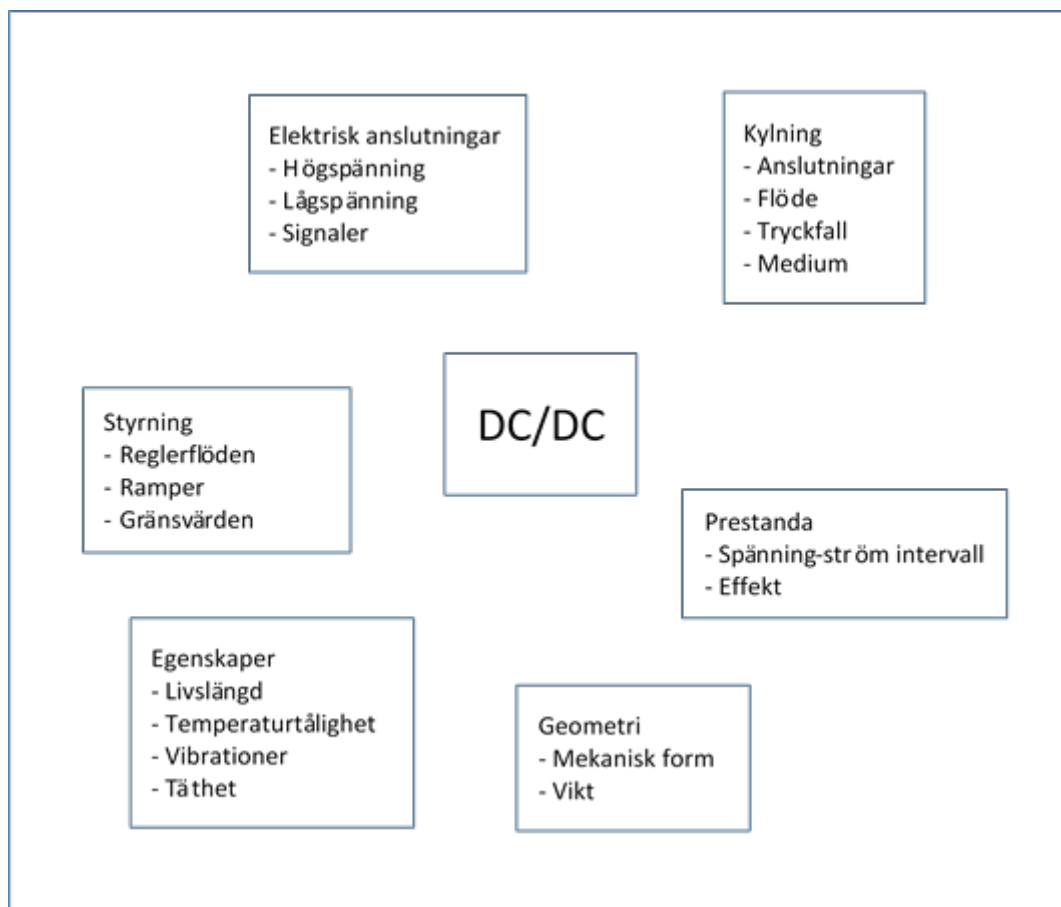 Elektrisk anslutningar
- Högspänning
- Lågspänning
- Signaler
Kylning
- Anslutningar
- Flöde
- Tryckfall
- Medium
DC/DC
Styrning
- Reglerflöden
- Ramper
- Gränsvärden
Prestanda
- Spänning-ström intervall
- Effekt
Egenskaper
- Livslängd
- Temperaturtålighet
- Vibrationer
- Täthet
Geometri
- Mekanisk form
- Vikt